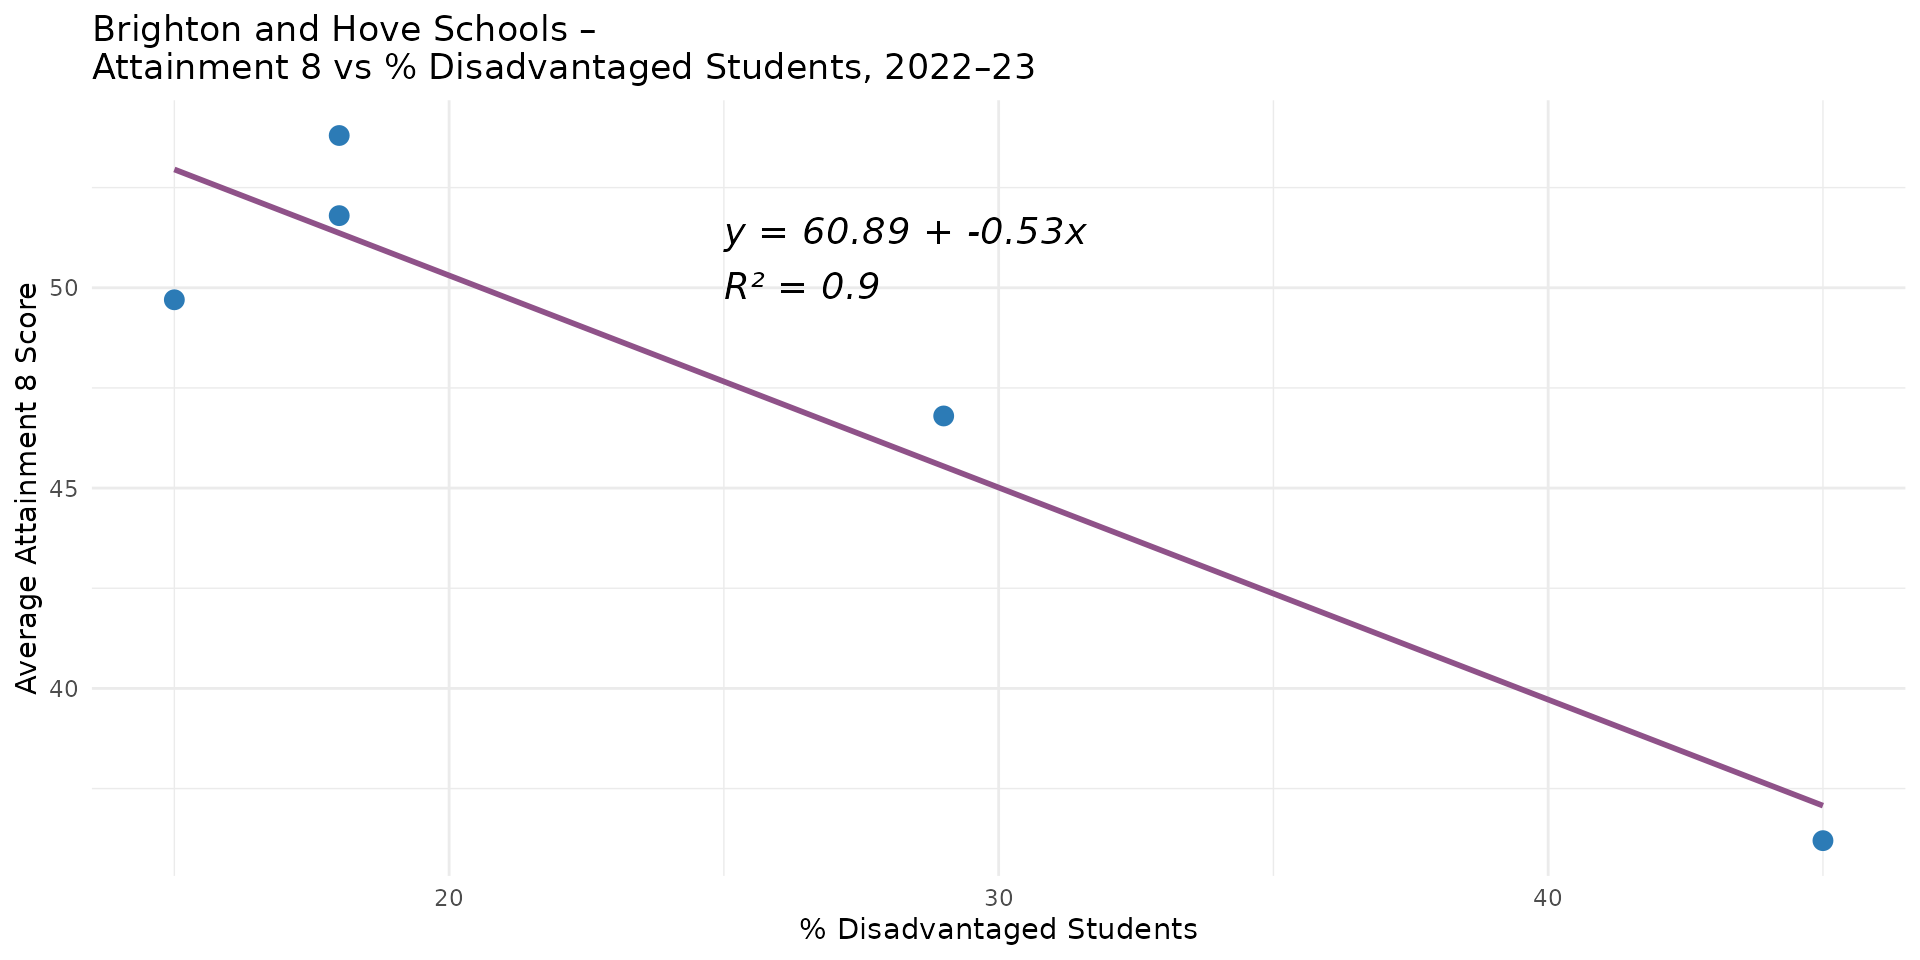 Brighton and Hove Schools –
Attainment 8 vs % Disadvantaged Students, 2022–23
y = 60.89 + -0.53x
R² = 0.9
Average Attainment 8 Score
50
45
40
20
30
40
% Disadvantaged Students